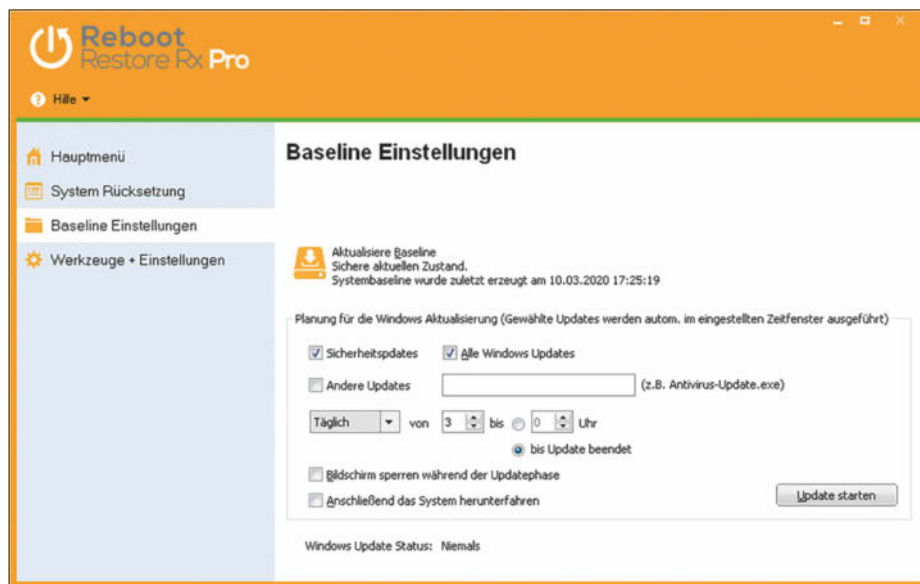 Reboot
Restore Rx Pro
? Hilfe
Hauptmenü
System Rücksetzung
Baseline Einstellungen
Werkzeuge + Einstellungen
Baseline Einstellungen
Aktualisiere Baseline
Sichere aktuellen Zustand.
Systembaseline wurde zuletzt erzeugt am 10.03.2020 17:25:19
Planung für die Windows Aktualisierung (Gewählte Updates werden autom. im eingestellten Zeitfenster ausgeführt)
Sicherheitspdates Alle Windows Updates
Andere Updates (z.B. Antivirus-Update.exe)
Täglich von 3 bis 0 Uhr
bis Update beendet
Bildschirm sperren während der Updatephase
Anschließend das System herunterfahren
Update starten
Windows Update Status: Niemals